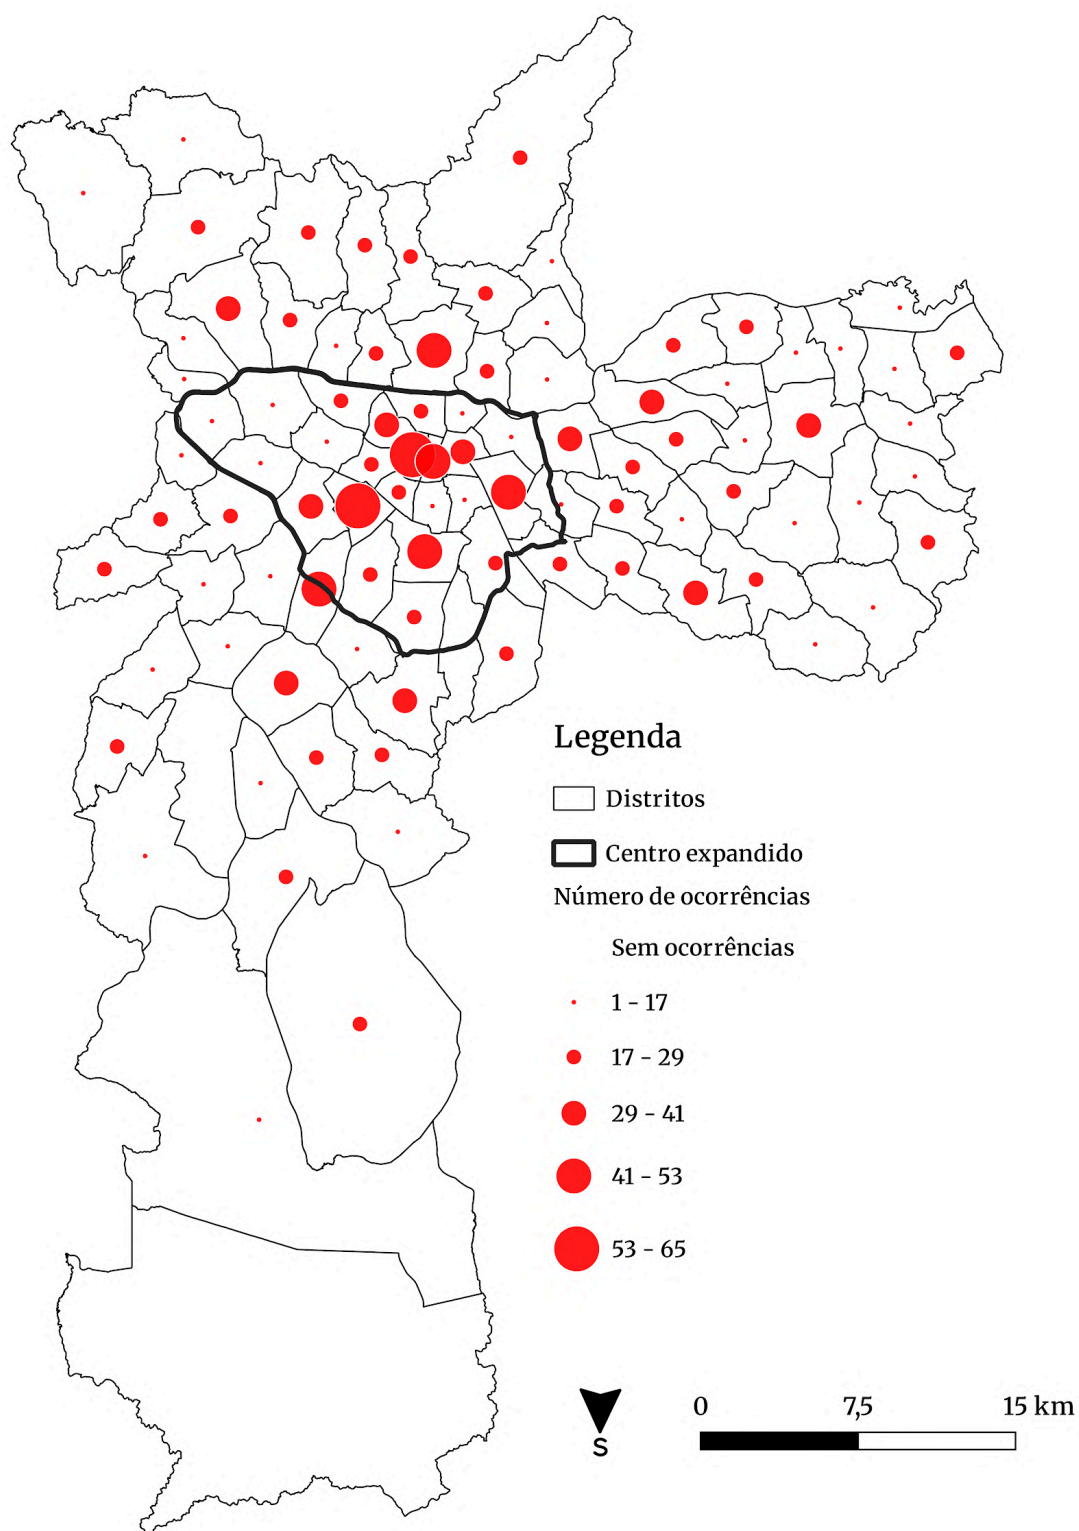 Legenda
Distritos
Centro expandido
Número de ocorrências
Sem ocorrências
1 - 17
17 - 29
29 - 41
41 - 53
53 - 65
0 7,5 15 km
S